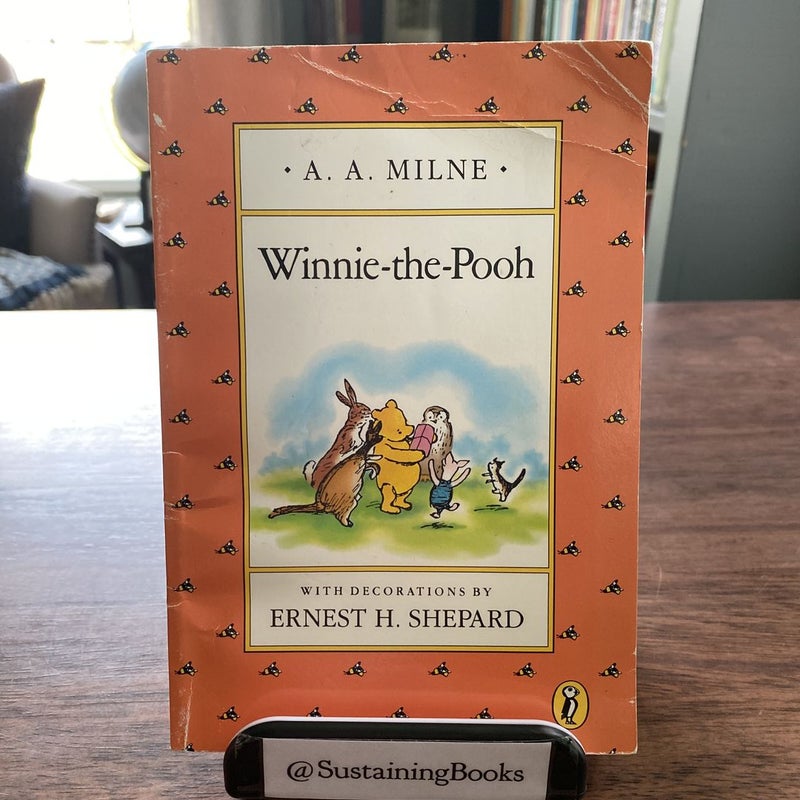 · A. A. MILNE ·
Winnie-the-Pooh
WITH DECORATIONS BY
ERNEST H. SHEPARD
@SustainingBooks